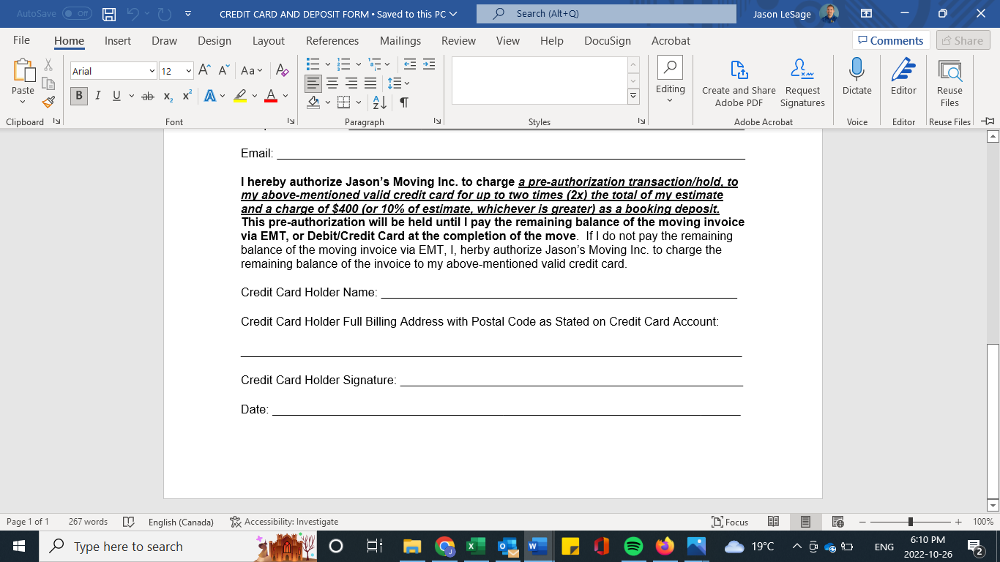 AutoSave Off CREDIT CARD AND DEPOSIT FORM • Saved to this PC Search (Alt+Q) Jason LeSage
File Home Insert Draw Design Layout References Mailings Review View Help DocuSign Acrobat Comments Share
Arial 12 Aa
Paste B I U ab x2 x2 A A Editing Create and Share Adobe PDF Request Signatures Dictate Editor Reuse Files
Clipboard Font Paragraph Styles Adobe Acrobat Voice Editor Reuse Files
Email:
I hereby authorize Jason’s Moving Inc. to charge a pre-authorization transaction/hold, to
my above-mentioned valid credit card for up to two times (2x) the total of my estimate
and a charge of $400 (or 10% of estimate, whichever is greater) as a booking deposit.
This pre-authorization will be held until I pay the remaining balance of the moving invoice
via EMT, or Debit/Credit Card at the completion of the move. If I do not pay the remaining
balance of the moving invoice via EMT, I, herby authorize Jason’s Moving Inc. to charge the
remaining balance of the invoice to my above-mentioned valid credit card.
Credit Card Holder Name:
Credit Card Holder Full Billing Address with Postal Code as Stated on Credit Card Account:
Credit Card Holder Signature:
Date:
Page 1 of 1 267 words English (Canada) Accessibility: Investigate Focus 100%
Type here to search 19°C ENG 6:10 PM
2022-10-26 2